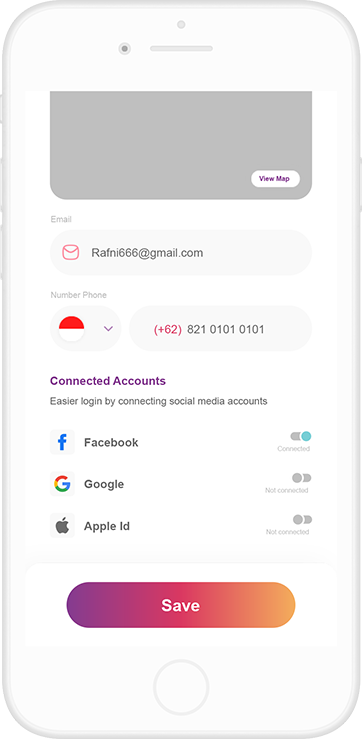 View Map
Email
Rafni666@gmail.com
Number Phone
(+62) 821 0101 0101
Connected Accounts
Easier login by connecting social media accounts
Facebook
Connected
Google
Not connected
Apple Id
Not connected
Save